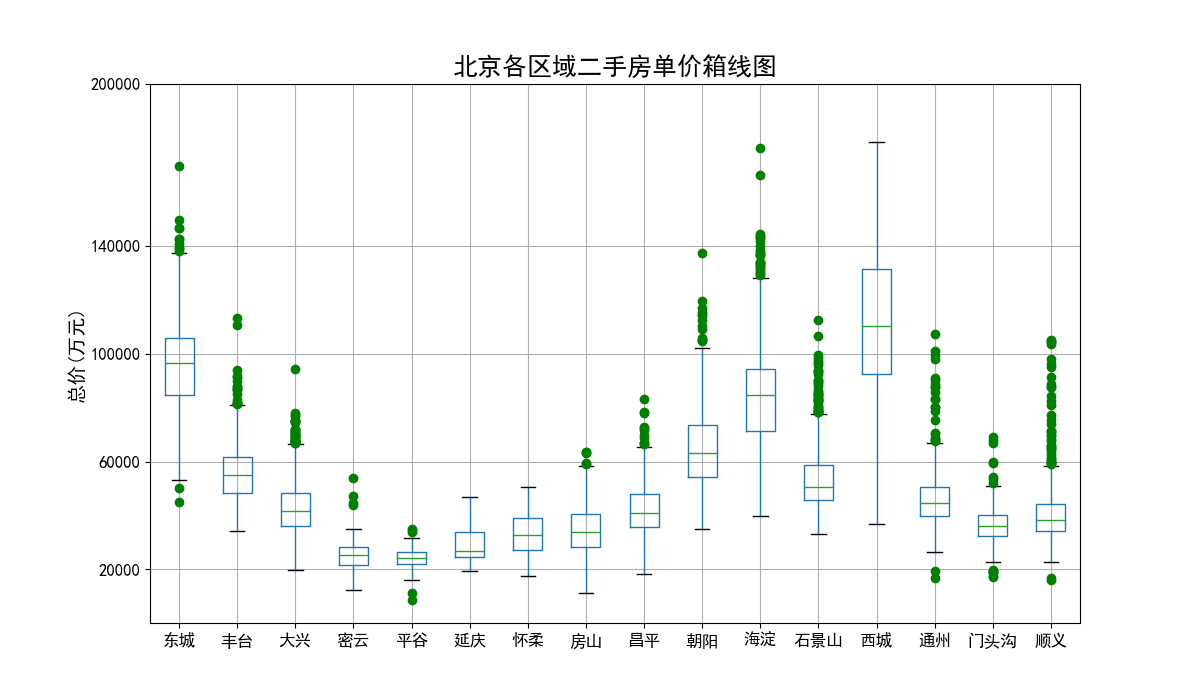 北京各区域二手房单价箱线图
总价(万元)
200000
140000
100000
60000
20000
东城 丰台 大兴 密云 平谷 延庆 怀柔 房山 昌平 朝阳 海淀 石景山 西城 通州 门头沟 顺义